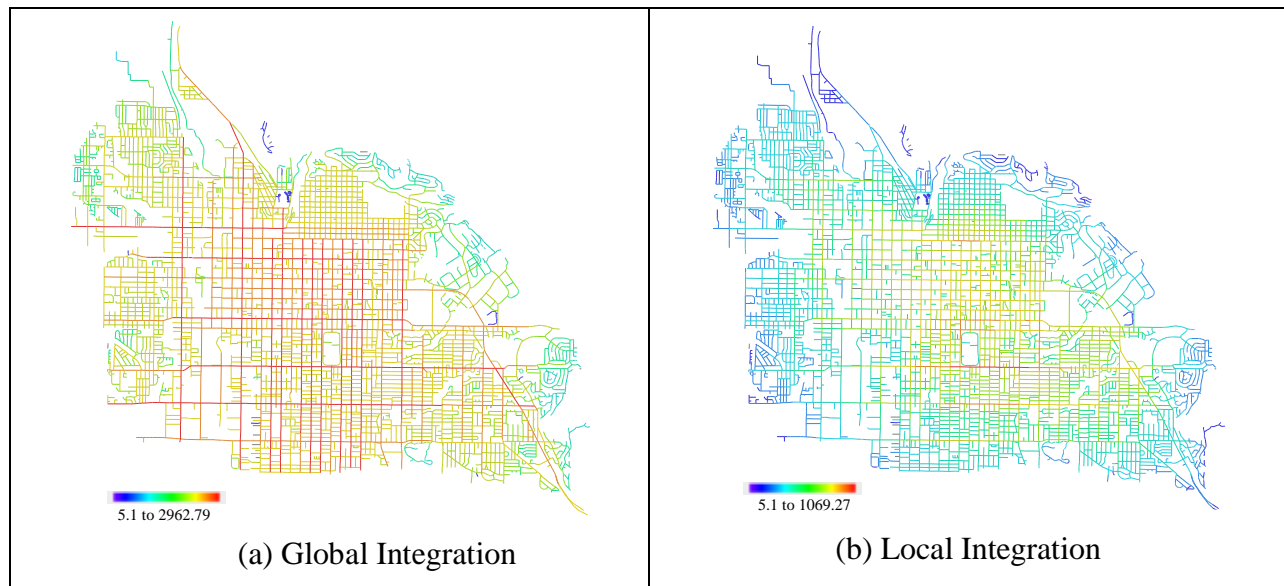 5.1 to 2962.79
(a) Global Integration
5.1 to 1069.27
(b) Local Integration